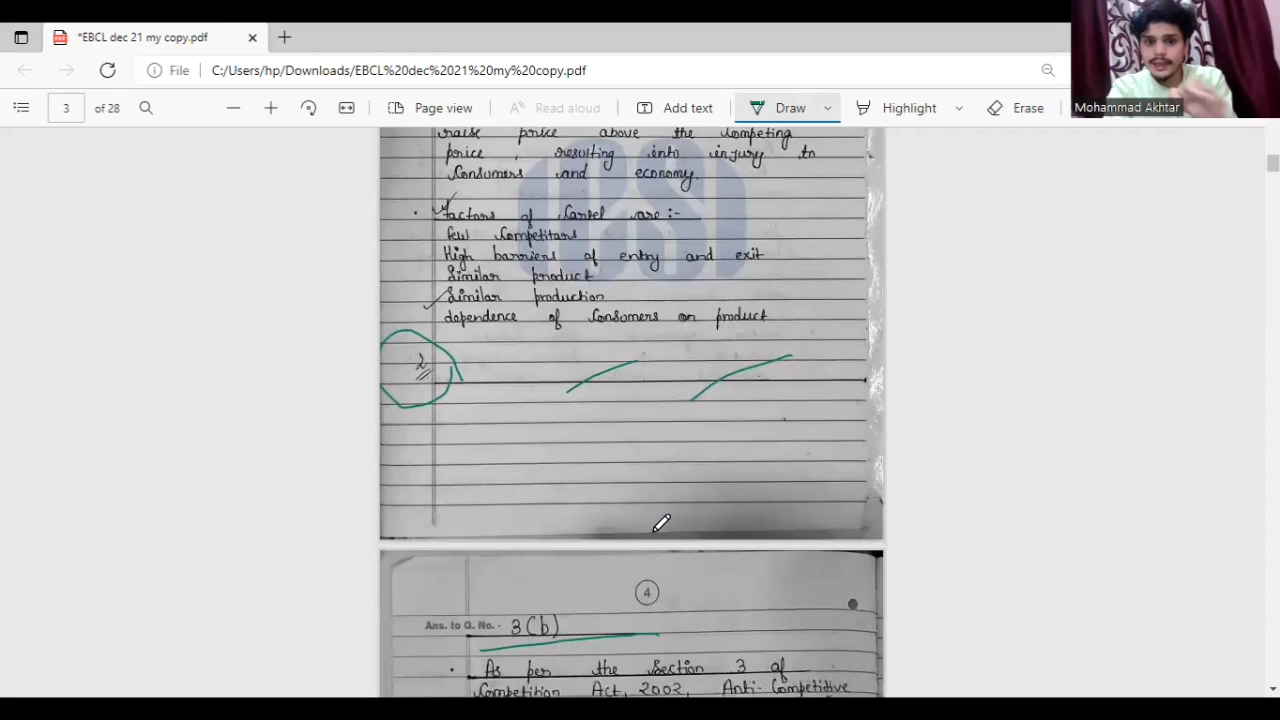 *EBCL dec 21 my copy.pdf
File C:/Users/hp/Downloads/EBCL%20dec%2021%20my%20copy.pdf
3 of 28 Page view Read aloud Add text Draw Highlight Erase
Mohammad Akhtar
raise price above the competing
price, resulting into injury to
Consumers and economy.
Factors of Cartel are :-
Few Competitors
High barriers of entry and exit
Similar product
Similar production
dependence of Consumers on product
2
4
Ans. to Q. No. - 3(b)
As per the Section 3 of
Competition Act, 2002, Anti-Competitive
ICSI